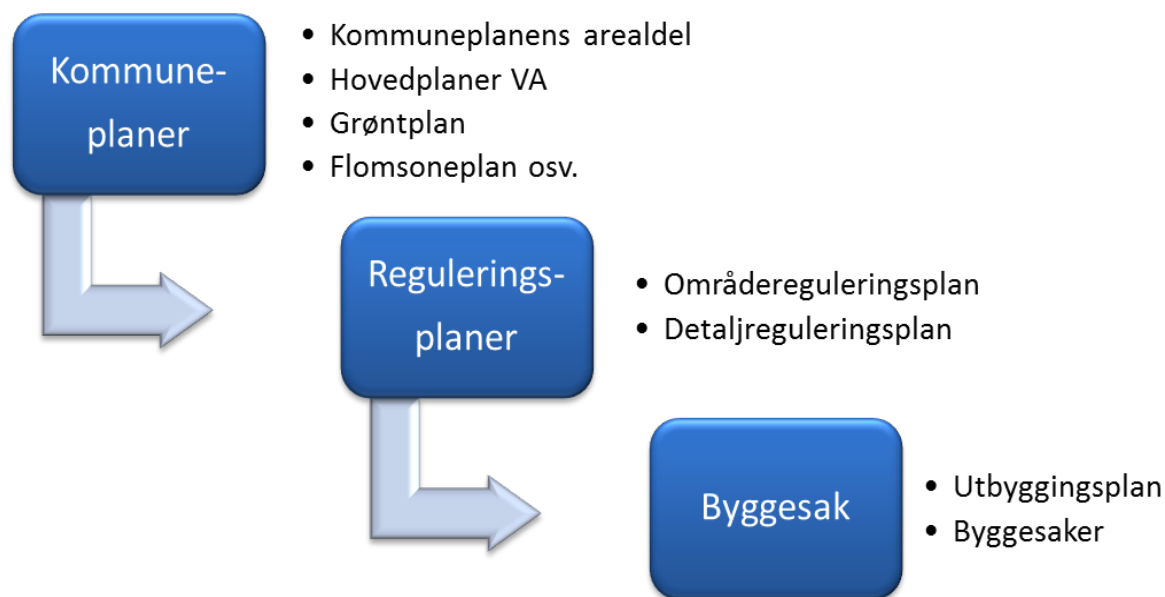 Kommune-
planer
• Kommuneplanens arealdel
• Hovedplaner VA
• Grøntplan
• Flomsoneplan osv.
Regulerings-
planer
• Områdereguleringsplan
• Detaljreguleringsplan
Byggesak
• Utbyggingsplan
• Byggesaker